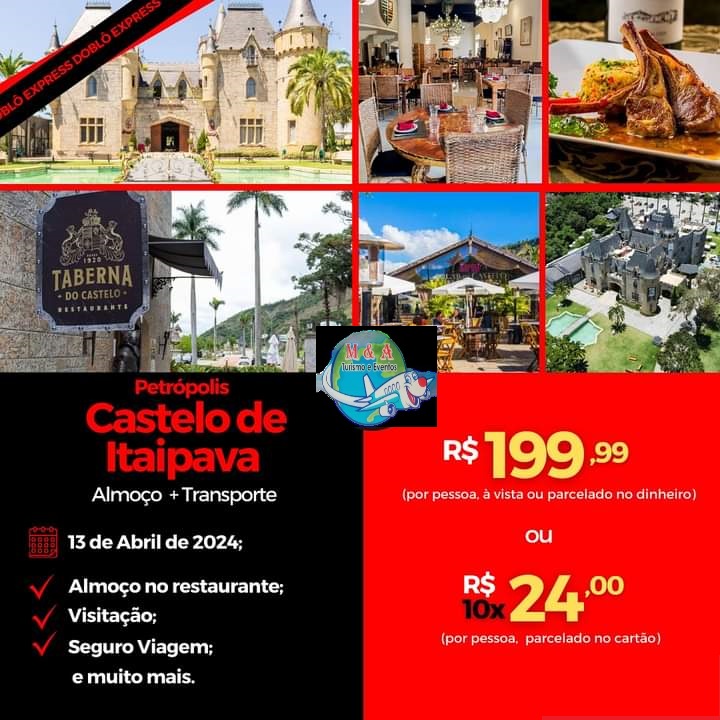 DOBLÔ EXPRESS DOBLÔ EXPRESS
DESDE 1920
TABERNA
• DO CASTELO •
RESTAURANTE
M & A
Turismo e Eventos
Petrópolis
Castelo de
Itaipava
Almoço + Transporte
13 de Abril de 2024;
Almoço no restaurante;
Visitação;
Seguro Viagem;
e muito mais.
R$ 199,99
(por pessoa, à vista ou parcelado no dinheiro)
ou
R$
10x 24,00
(por pessoa, parcelado no cartão)